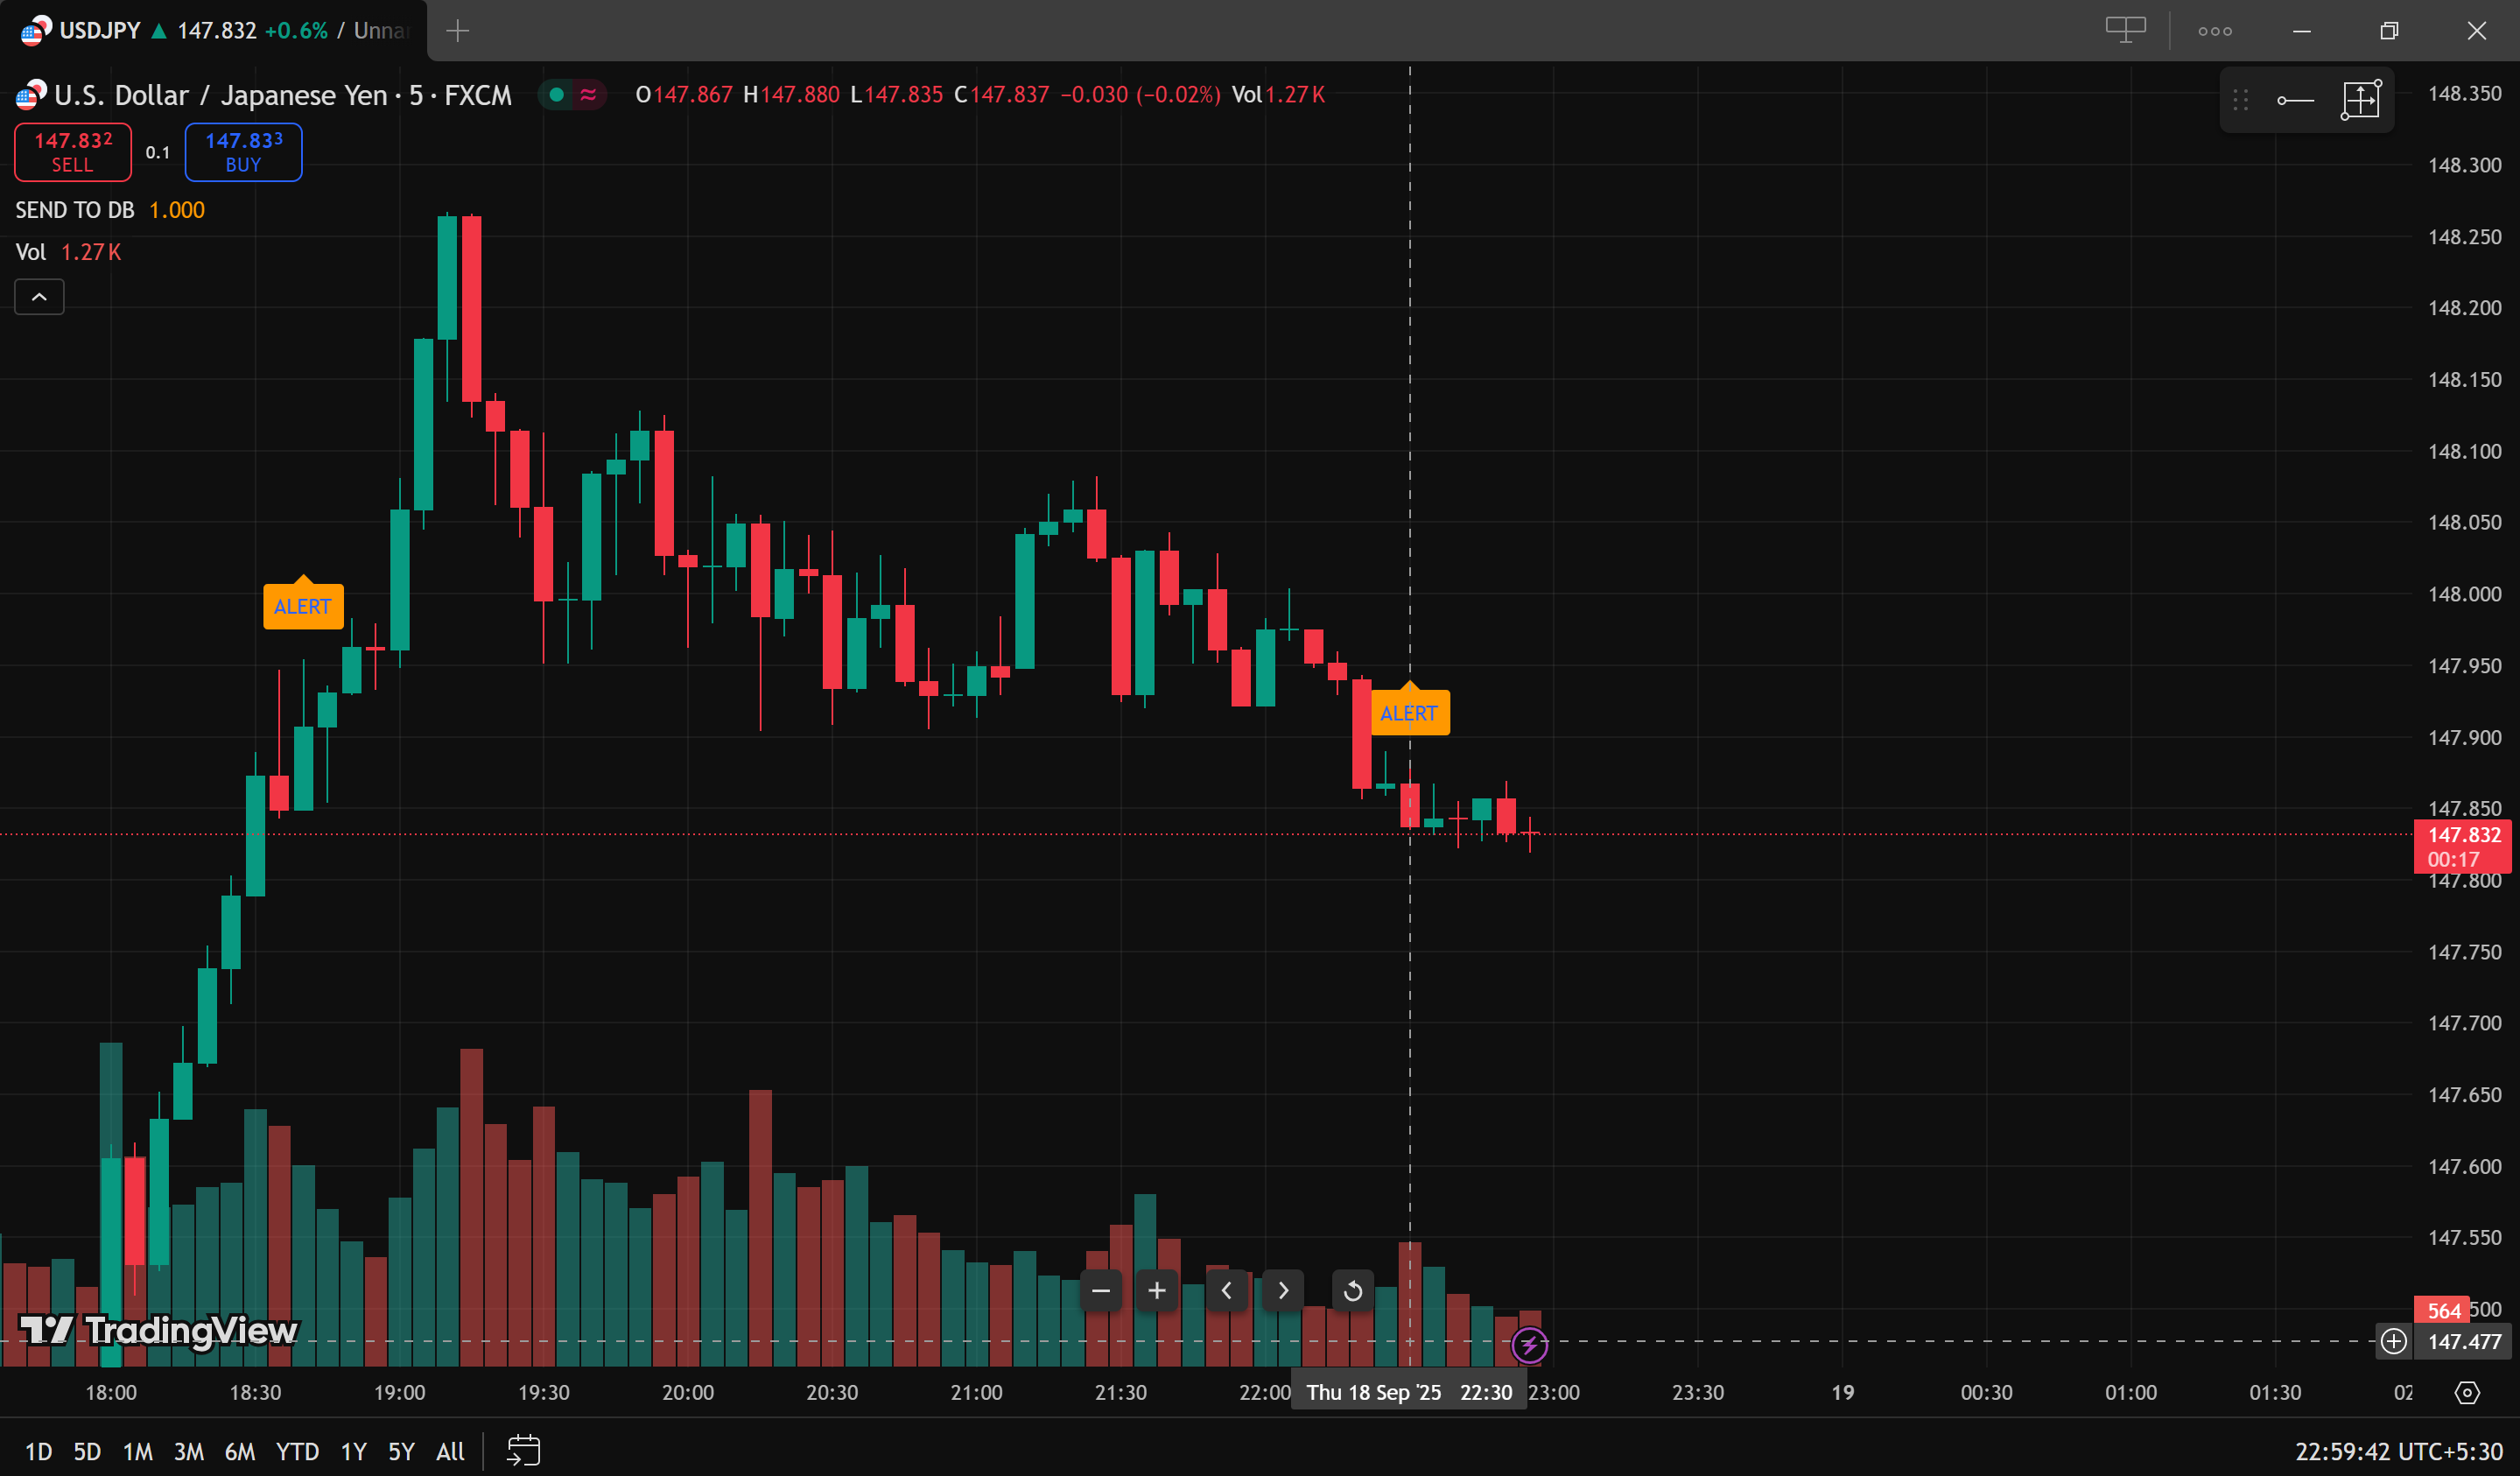 USDJPY ▲ 147.832 +0.6% / Unna
U.S. Dollar / Japanese Yen · 5 · FXCM
O147.867 H147.880 L147.835 C147.837 −0.030 (−0.02%) Vol1.27K
147.832
SELL
0.1
147.833
BUY
SEND TO DB 1.000
Vol 1.27K
ALERT
ALERT
148.350
148.300
148.250
148.200
148.150
148.100
148.050
148.000
147.950
147.900
147.850
147.832
00:17
147.800
147.750
147.700
147.650
147.600
147.550
564
500
147.477
TradingView
18:00 18:30 19:00 19:30 20:00 20:30 21:00 21:30 22:00 Thu 18 Sep '25 22:30 23:00 23:30 19 00:30 01:00 01:30 02
1D 5D 1M 3M 6M YTD 1Y 5Y All
22:59:42 UTC+5:30